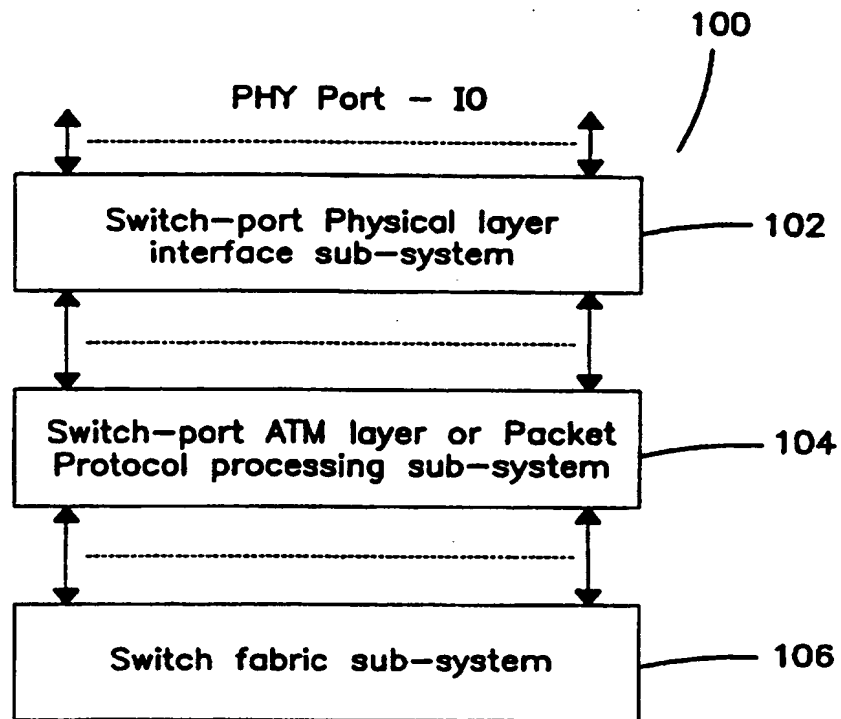 100
PHY Port - IO
Switch-port Physical layer
interface sub-system
102
Switch-port ATM layer or Packet
Protocol processing sub-system
104
Switch fabric sub-system
106